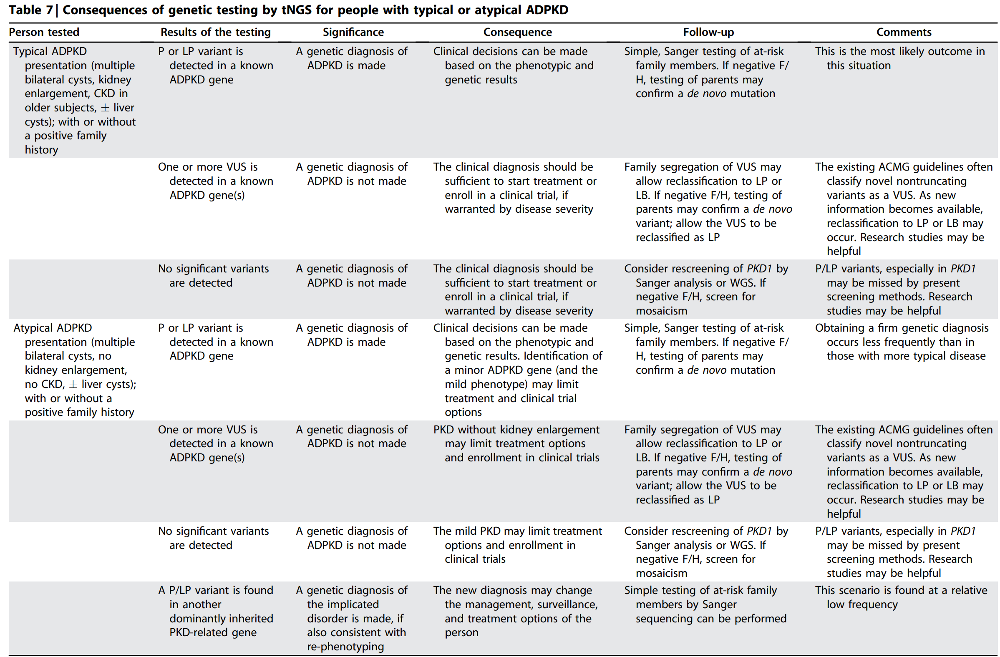 Table 7 | Consequences of genetic testing by tNGS for people with typical or atypical ADPKD
Person tested
Results of the testing
Significance
Consequence
Follow-up
Comments
Typical ADPKD
presentation (multiple
bilateral cysts, kidney
enlargement, CKD in
older subjects, ± liver
cysts); with or without
a positive family
history
P or LP variant is
detected in a known
ADPKD gene
A genetic diagnosis of
ADPKD is made
Clinical decisions can be made
based on the phenotypic and
genetic results
Simple, Sanger testing of at-risk
family members. If negative F/
H, testing of parents may
confirm a de novo mutation
This is the most likely outcome in
this situation
One or more VUS is
detected in a known
ADPKD gene(s)
A genetic diagnosis of
ADPKD is not made
The clinical diagnosis should be
sufficient to start treatment or
enroll in a clinical trial, if
warranted by disease severity
Family segregation of VUS may
allow reclassification to LP or
LB. If negative F/H, testing of
parents may confirm a de novo
variant; allow the VUS to be
reclassified as LP
The existing ACMG guidelines often
classify novel nontruncating
variants as a VUS. As new
information becomes available,
reclassification to LP or LB may
occur. Research studies may be
helpful
No significant variants
are detected
A genetic diagnosis of
ADPKD is not made
The clinical diagnosis should be
sufficient to start treatment or
enroll in a clinical trial, if
warranted by disease severity
Consider rescreening of PKD1 by
Sanger analysis or WGS. If
negative F/H, screen for
mosaicism
P/LP variants, especially in PKD1
may be missed by present
screening methods. Research
studies may be helpful
Atypical ADPKD
presentation (multiple
bilateral cysts, no
kidney enlargement,
no CKD, ± liver cysts);
with or without a
positive family history
P or LP variant is
detected in a known
ADPKD gene
A genetic diagnosis of
ADPKD is made
Clinical decisions can be made
based on the phenotypic and
genetic results. Identification of
a minor ADPKD gene (and the
mild phenotype) may limit
treatment and clinical trial
options
Simple, Sanger testing of at-risk
family members. If negative F/
H, testing of parents may
confirm a de novo mutation
Obtaining a firm genetic diagnosis
occurs less frequently than in
those with more typical disease
One or more VUS is
detected in a known
ADPKD gene(s)
A genetic diagnosis of
ADPKD is not made
PKD without kidney enlargement
may limit treatment options
and enrollment in clinical trials
Family segregation of VUS may
allow reclassification to LP or
LB. If negative F/H, testing of
parents may confirm a de novo
variant; allow the VUS to be
reclassified as LP
The existing ACMG guidelines often
classify novel nontruncating
variants as a VUS. As new
information becomes available,
reclassification to LP or LB may
occur. Research studies may be
helpful
No significant variants
are detected
A genetic diagnosis of
ADPKD is not made
The mild PKD may limit treatment
options and enrollment in
clinical trials
Consider rescreening of PKD1 by
Sanger analysis or WGS. If
negative F/H, screen for
mosaicism
P/LP variants, especially in PKD1
may be missed by present
screening methods. Research
studies may be helpful
A P/LP variant is found
in another
dominantly inherited
PKD-related gene
A genetic diagnosis of
the implicated
disorder is made, if
also consistent with
re-phenotyping
The new diagnosis may change
the management, surveillance,
and treatment options of the
person
Simple testing of at-risk family
members by Sanger
sequencing can be performed
This scenario is found at a relative
low frequency